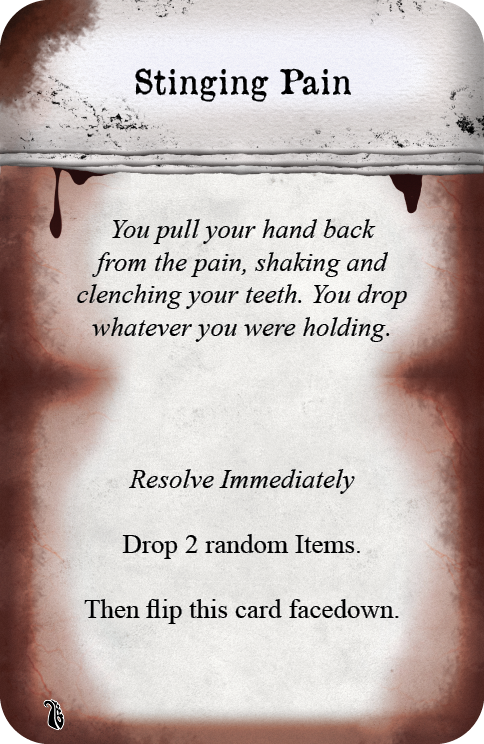 Stinging Pain
You pull your hand back
from the pain, shaking and
clenching your teeth. You drop
whatever you were holding.
Resolve Immediately
Drop 2 random Items.
Then flip this card facedown.